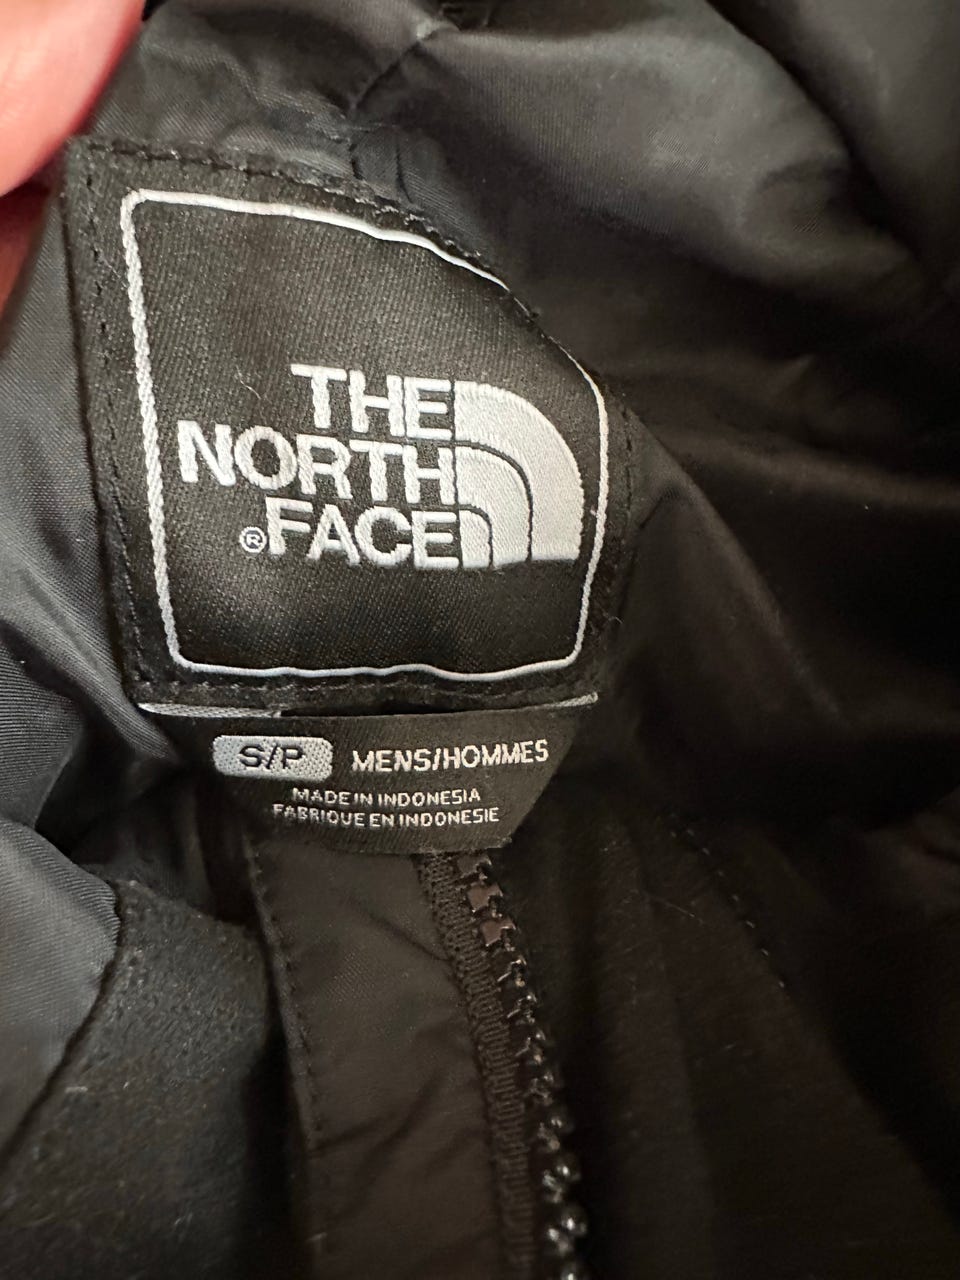 THE
NORTH
®FACE
S/P MENS/HOMMES
MADE IN INDONESIA
FABRIQUE EN INDONESIE